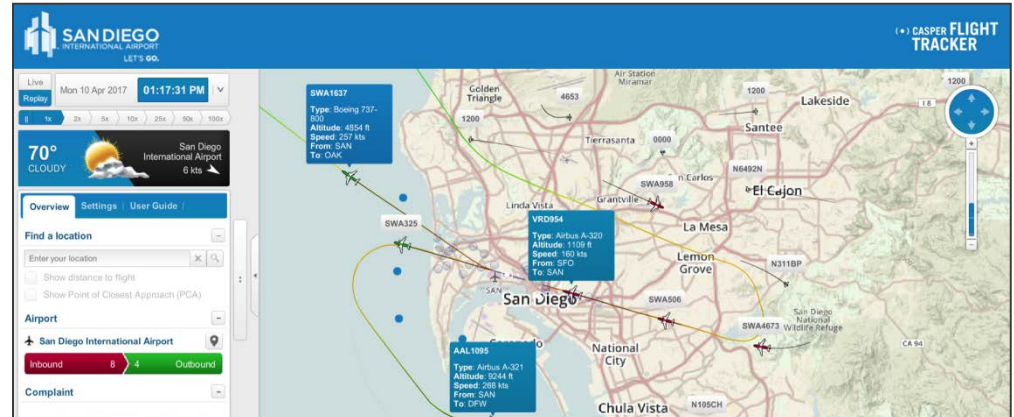 SAN DIEGO
INTERNATIONAL AIRPORT
LET'S GO.
CASPER FLIGHT
TRACKER
Live
Replay
Mon 10 Apr 2017
01:17:31 PM
1x 2x 5x 10x 25x 50x 100x
70°
CLOUDY
San Diego
International Airport
6 kts
Overview Settings User Guide
Find a location
Enter your location
Show distance to flight
Show Point of Closest Approach (PCA)
Airport
San Diego International Airport
Inbound 8 4 Outbound
Complaint
SWA1637
Type: Boeing 737-
800
Altitude: 4854 ft
Speed: 257 kts
From: SAN
To: OAK
Golden
Triangle
1200
4653
Air Station
Miramar
1200
Lakeside
1200
Santee
Tierrasanta
0000
N6492N
El Cajon
SWA958
Grantville
Linda Vista
La Mesa
SWA325
VRD954
Type: Airbus A-320
Altitude: 1109 ft
Speed: 160 kts
From: SFO
To: SAN
Lemon
Grove
N311BP
SAN
San Diego
SWA506
San Diego
National
Wildlife Refuge
SWA4673
CA 94
AAL1095
Type: Airbus A-321
Altitude: 9244 ft
Speed: 268 kts
From: SAN
To: DFW
National
City
Chula Vista
N105CH